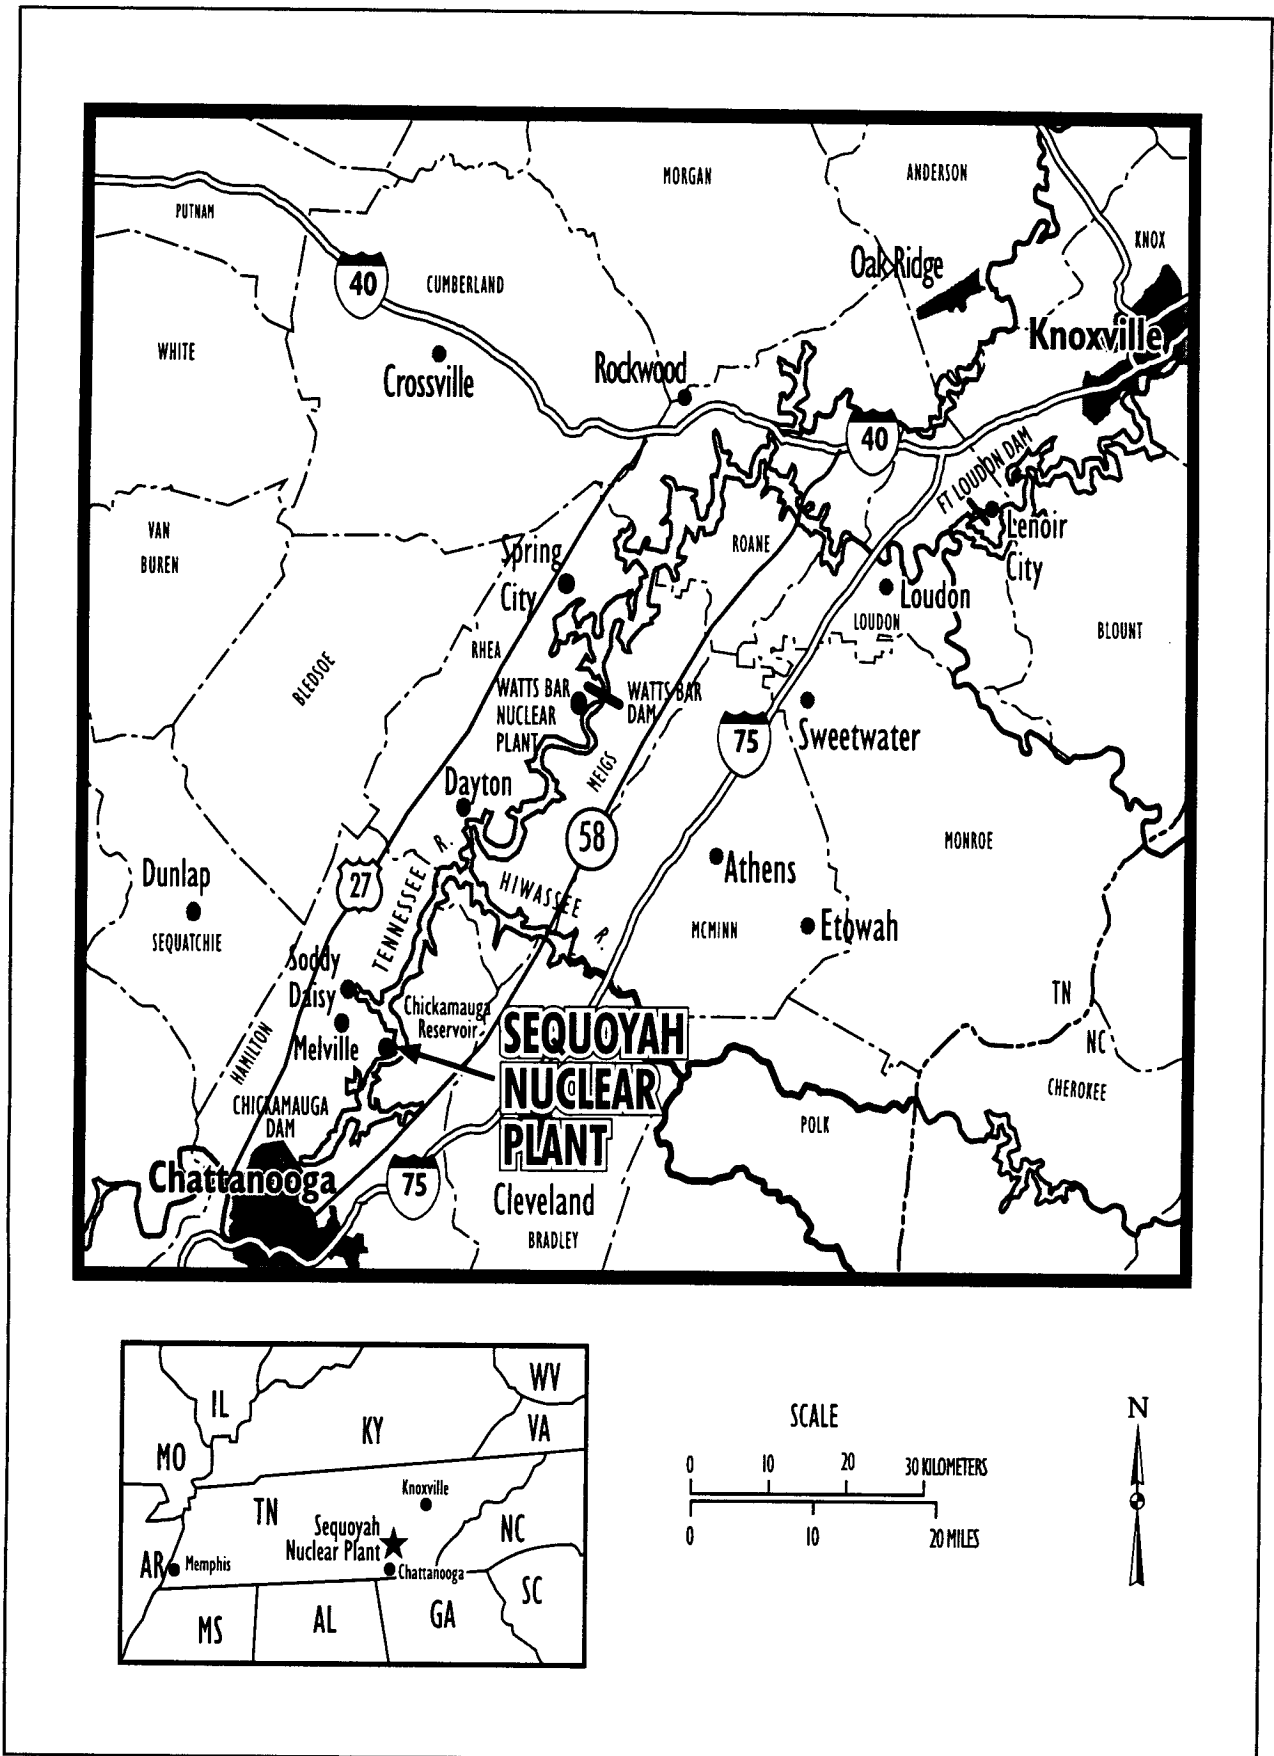 MORGAN
ANDERSON
PUTNAM
KNOX
Oak Ridge
40
CUMBERLAND
Knoxville
WHITE
Crossville
Rockwood
40
FT LOUDON DAM
VAN
BUREN
Spring
City
ROANE
Lenoir
City
Loudon
LOUDON
BLOUNT
RHEA
BLEDSOE
WATTS BAR
NUCLEAR
PLANT
WATTS BAR
DAM
75
Sweetwater
MEIGS
Dayton
58
MONROE
TENNESSEE R.
HIWASSEE R.
Athens
Dunlap
27
SEQUATCHIE
MCMINN
Etowah
Soddy
Daisy
TN
NC
Chickamauga
Reservoir
SEQUOYAH
NUCLEAR
PLANT
Melville
HAMILTON
CHEROKEE
CHICKAMAUGA
DAM
POLK
Chattanooga
75
Cleveland
BRADLEY
WV
IL
KY
VA
MO
Knoxville
TN
Sequoyah
Nuclear Plant
NC
AR
Memphis
Chattanooga
SC
MS
AL
GA
SCALE
0 10 20 30 KILOMETERS
0 10 20 MILES
N